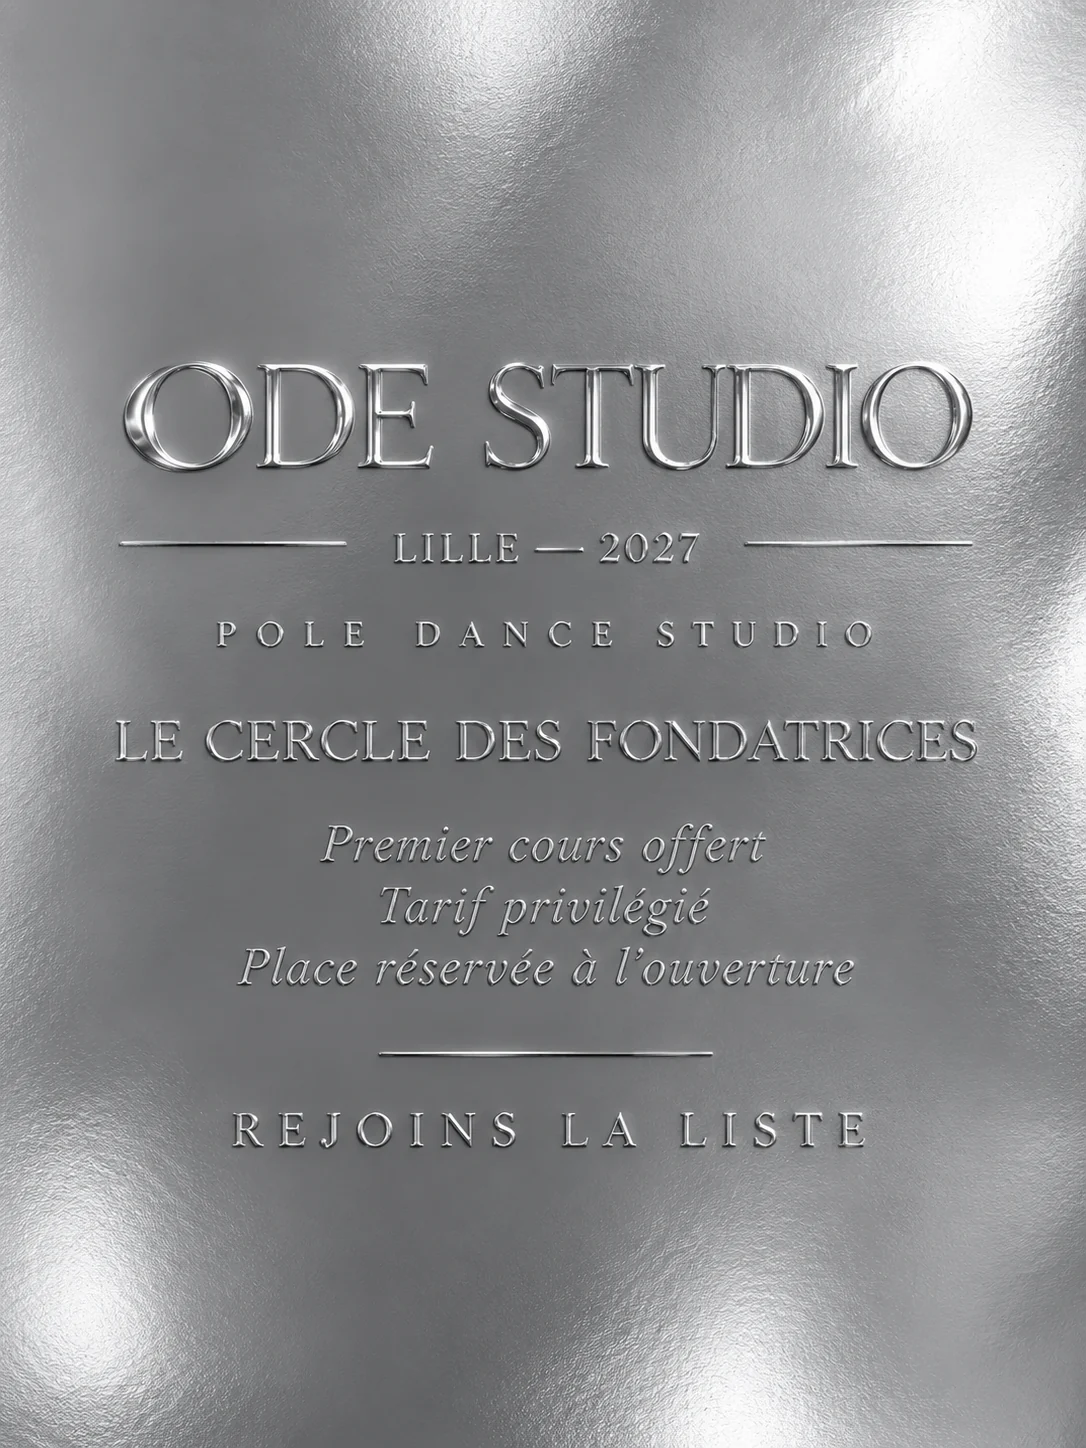 ODE STUDIO
LILLE — 2027
POLE DANCE STUDIO
LE CERCLE DES FONDATRICES
Premier cours offert
Tarif privilégié
Place réservée à l’ouverture
REJOINS LA LISTE